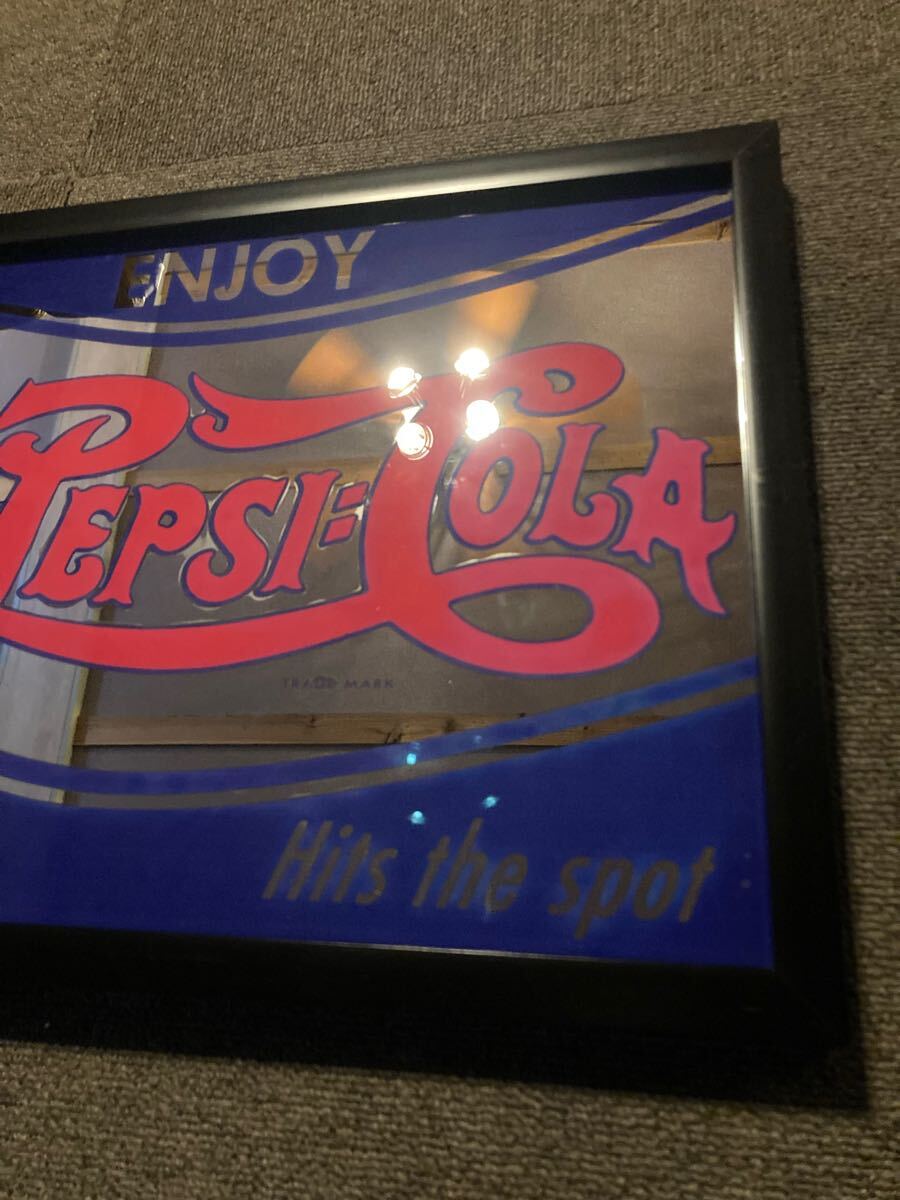 ENJOY
PEPSI:COLA
TRADE MARK
Hits the spot